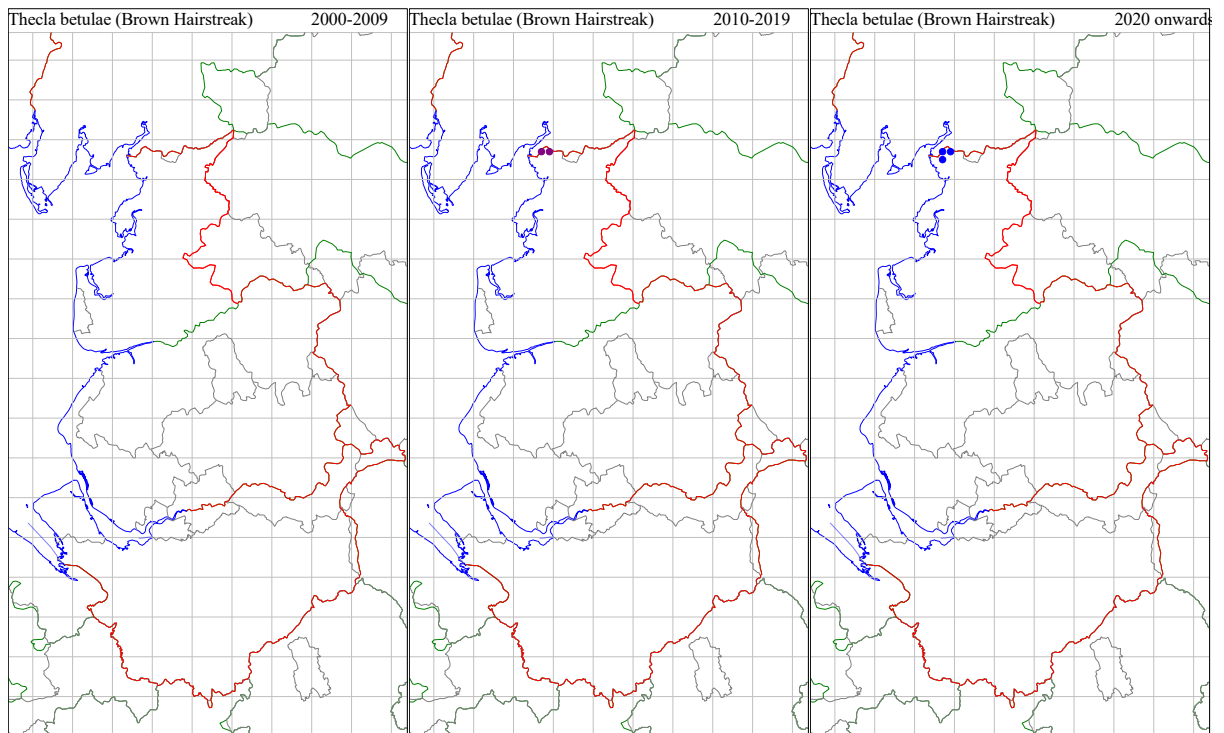 Thecla betulae (Brown Hairstreak) 2000-2009
Thecla betulae (Brown Hairstreak) 2010-2019
Thecla betulae (Brown Hairstreak) 2020 onwards